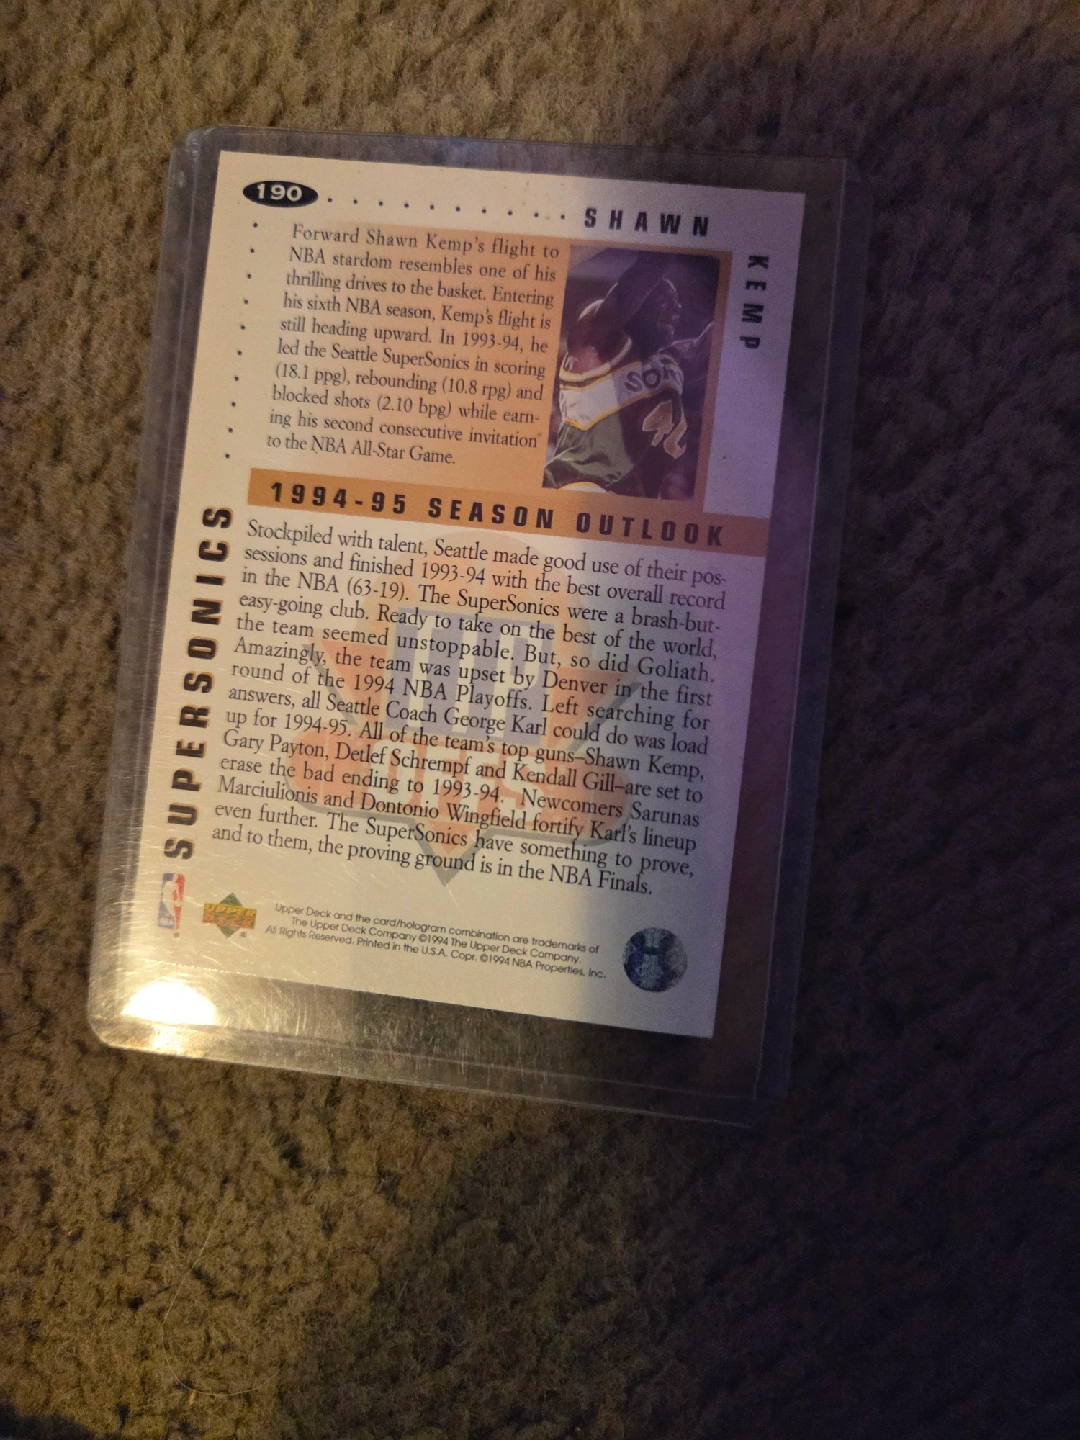 190
SHAWN
KEMP
Forward Shawn Kemp's flight to
NBA stardom resembles one of his
thrilling drives to the basket. Entering
his sixth NBA season, Kemp's flight is
still heading upward. In 1993-94, he
led the Seattle SuperSonics in scoring
(18.1 ppg), rebounding (10.8 rpg) and
blocked shots (2.10 bpg) while earn-
ing his second consecutive invitation
to the NBA All-Star Game.
SON
40
1994-95 SEASON OUTLOOK
Stockpiled with talent, Seattle made good use of their pos-
sessions and finished 1993-94 with the best overall record
in the NBA (63-19). The SuperSonics were a brash-but-
easy-going club. Ready to take on the best of the world,
the team seemed unstoppable. But, so did Goliath.
Amazingly, the team was upset by Denver in the first
round of the 1994 NBA Playoffs. Left searching for
answers, all Seattle Coach George Karl could do was load
up for 1994-95. All of the team's top guns–Shawn Kemp,
Gary Payton, Detlef Schrempf and Kendall Gill–are set to
erase the bad ending to 1993-94. Newcomers Sarunas
Marciulionis and Dontonio Wingfield fortify Karl's lineup
even further. The SuperSonics have something to prove,
and to them, the proving ground is in the NBA Finals.
SUPERSONICS
UPPER DECK
Upper Deck and the card/hologram combination are trademarks of
The Upper Deck Company ©1994 The Upper Deck Company.
All Rights Reserved. Printed in the U.S.A. Copr. ©1994 NBA Properties, Inc.